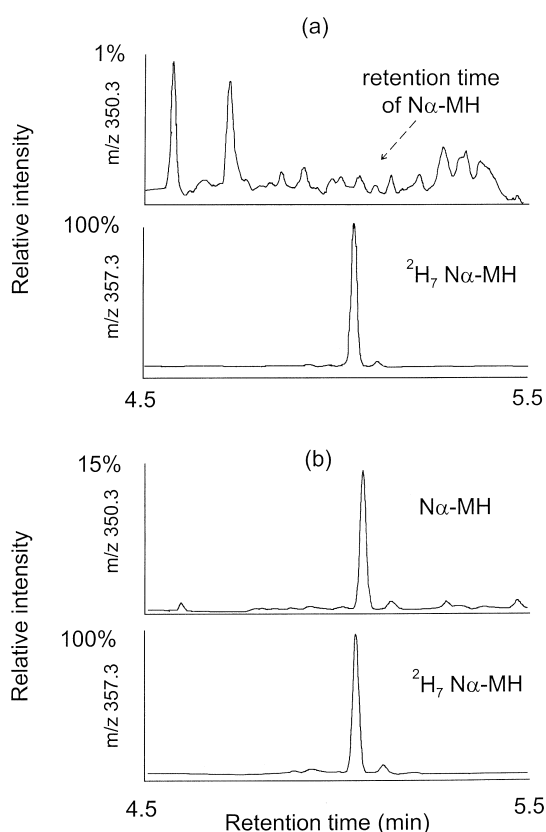 (a)
1%
m/z 350.3
retention time
of Nα-MH
Relative intensity
100%
m/z 357.3
²H₇ Nα-MH
4.5 5.5
(b)
15%
m/z 350.3
Nα-MH
Relative intensity
100%
m/z 357.3
²H₇ Nα-MH
4.5 5.5
Retention time (min)